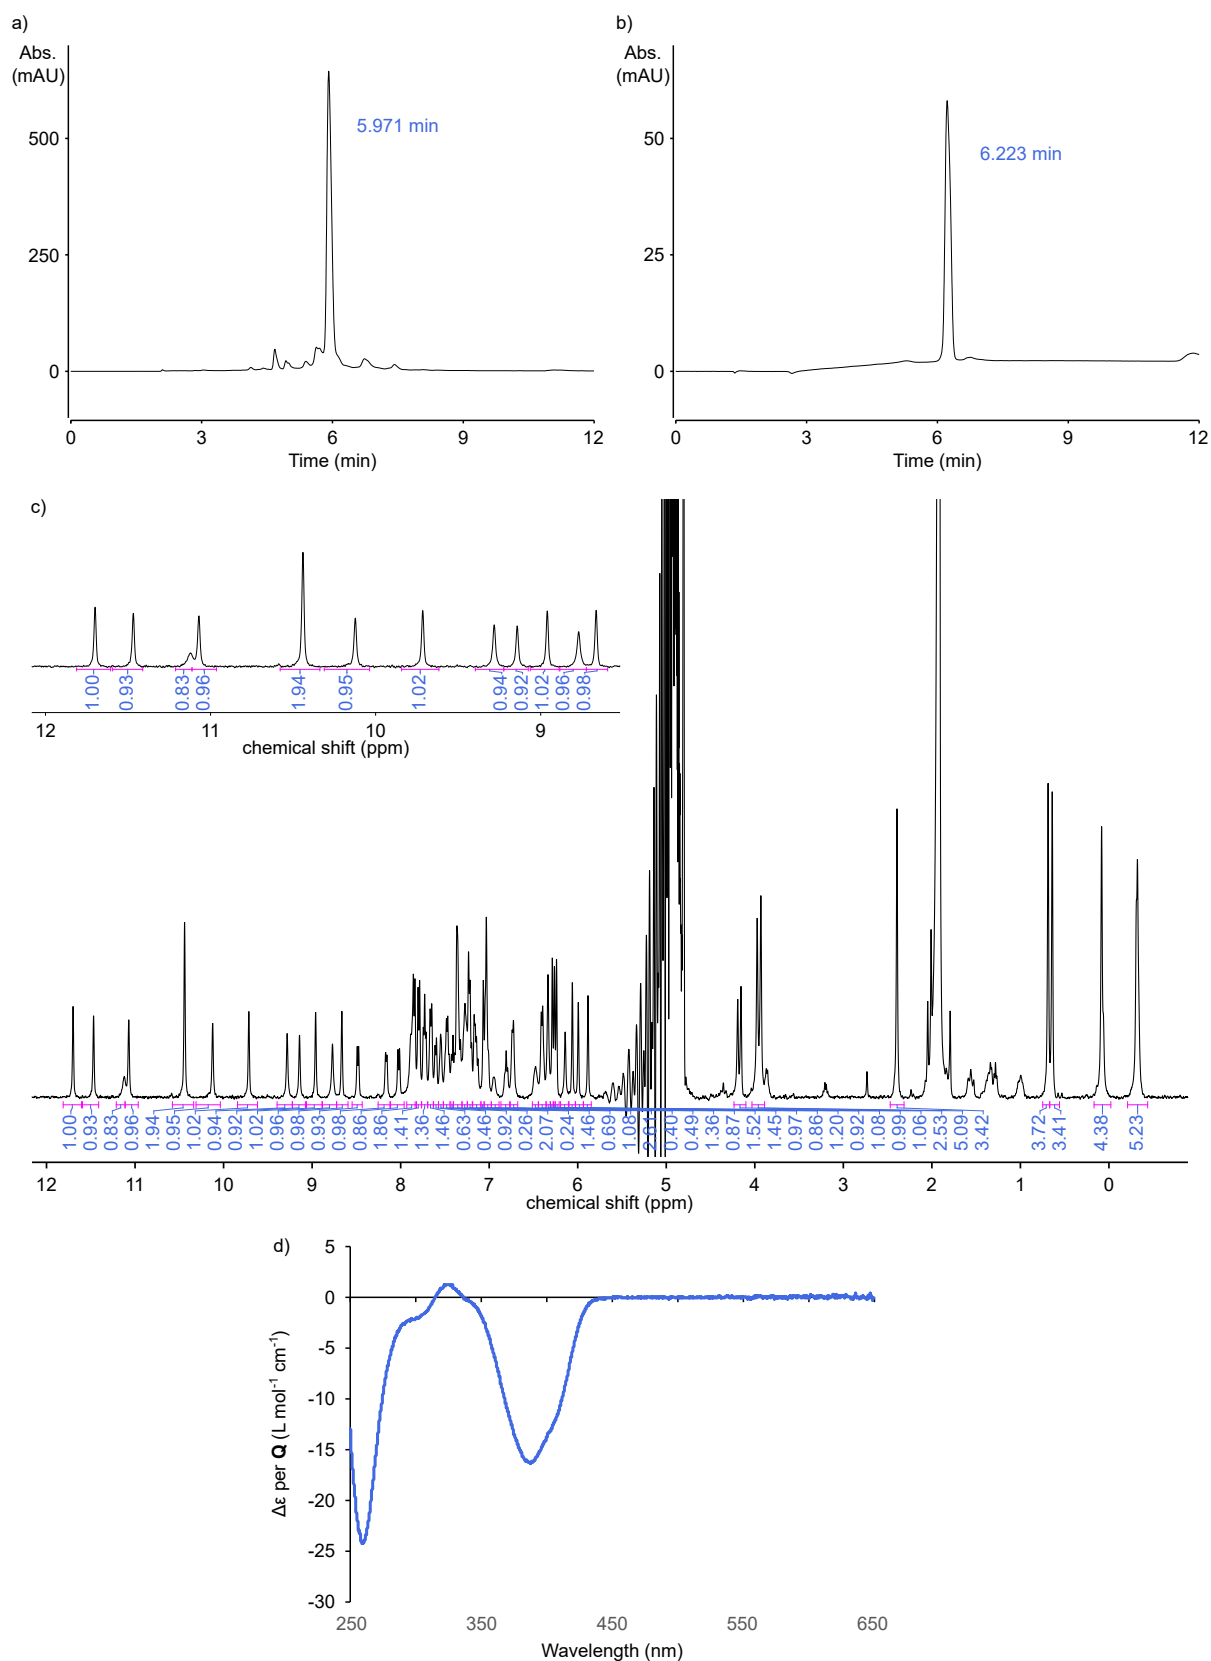 a)
Abs.
(mAU)
500
250
0
5.971 min
0 3 6 9 12
Time (min)
b)
Abs.
(mAU)
50
25
0
6.223 min
0 3 6 9 12
Time (min)
c)
1.00 0.93 0.83 0.96 1.94 0.95 1.02 0.94 0.92 1.02 0.96 0.98
12 11 10 9
chemical shift (ppm)
1.00 0.93 0.83 0.96 1.94 0.95 1.02 0.94 0.92 1.02 0.96 0.98 0.93 0.98 0.86 1.86 1.41 1.36 1.46 0.63 0.46 0.92 0.26 2.07 0.24 1.46 0.69 1.08 2.61 0.40 0.49 1.36 0.87 1.52 1.45 0.97 0.86 1.20 0.92 1.08 0.99 1.06 2.53 5.09 3.42 3.72 3.41 4.38 5.23
12 11 10 9 8 7 6 5 4 3 2 1 0
chemical shift (ppm)
d)
5
0
-5
-10
-15
-20
-25
-30
Δε per Q (L mol⁻¹ cm⁻¹)
250 350 450 550 650
Wavelength (nm)